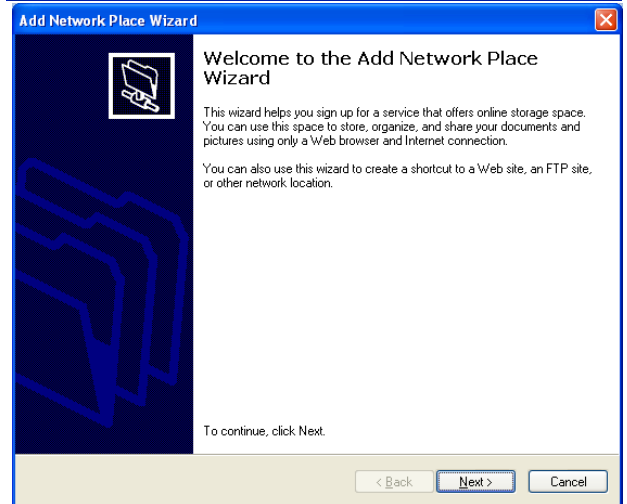 Add Network Place Wizard
Welcome to the Add Network Place
Wizard
This wizard helps you sign up for a service that offers online storage space.
You can use this space to store, organize, and share your documents and
pictures using only a Web browser and Internet connection.
You can also use this wizard to create a shortcut to a Web site, an FTP site,
or other network location.
To continue, click Next.
< Back Next > Cancel